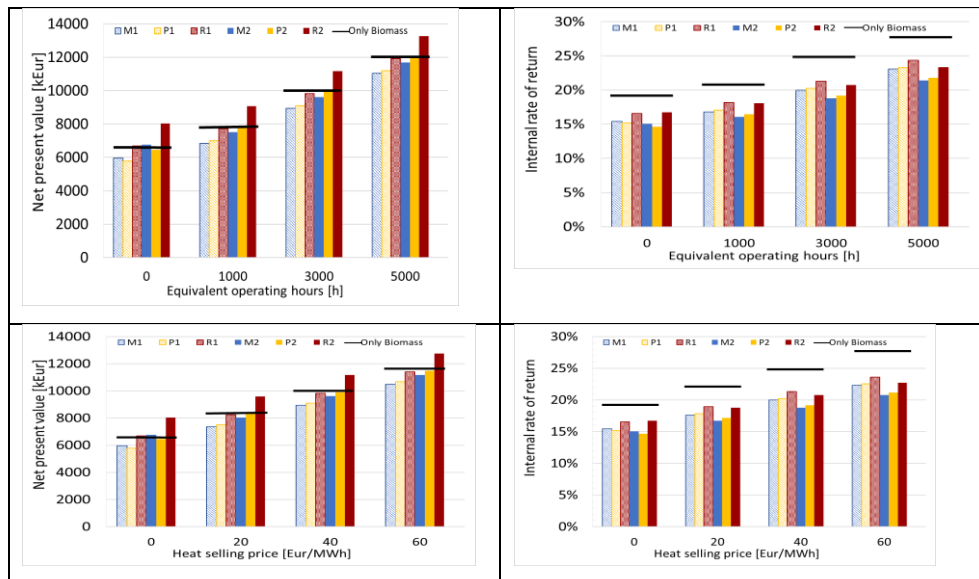 14000
M1 P1 R1 M2 P2 R2 Only Biomass
12000
10000
8000
6000
4000
2000
0
Net present value [kEur]
0 1000 3000 5000
Equivalent operating hours [h]
30%
M1 P1 R1 M2 P2 R2 Only Biomass
25%
20%
15%
10%
5%
0%
Internal rate of return
0 1000 3000 5000
Equivalent operating hours [h]
14000
M1 P1 R1 M2 P2 R2 Only Biomass
12000
10000
8000
6000
4000
2000
0
Net present value [kEur]
0 20 40 60
Heat selling price [Eur/MWh]
30%
M1 P1 R1 M2 P2 R2 Only Biomass
25%
20%
15%
10%
5%
0%
Internal rate of return
0 20 40 60
Heat selling price [Eur/MWh]